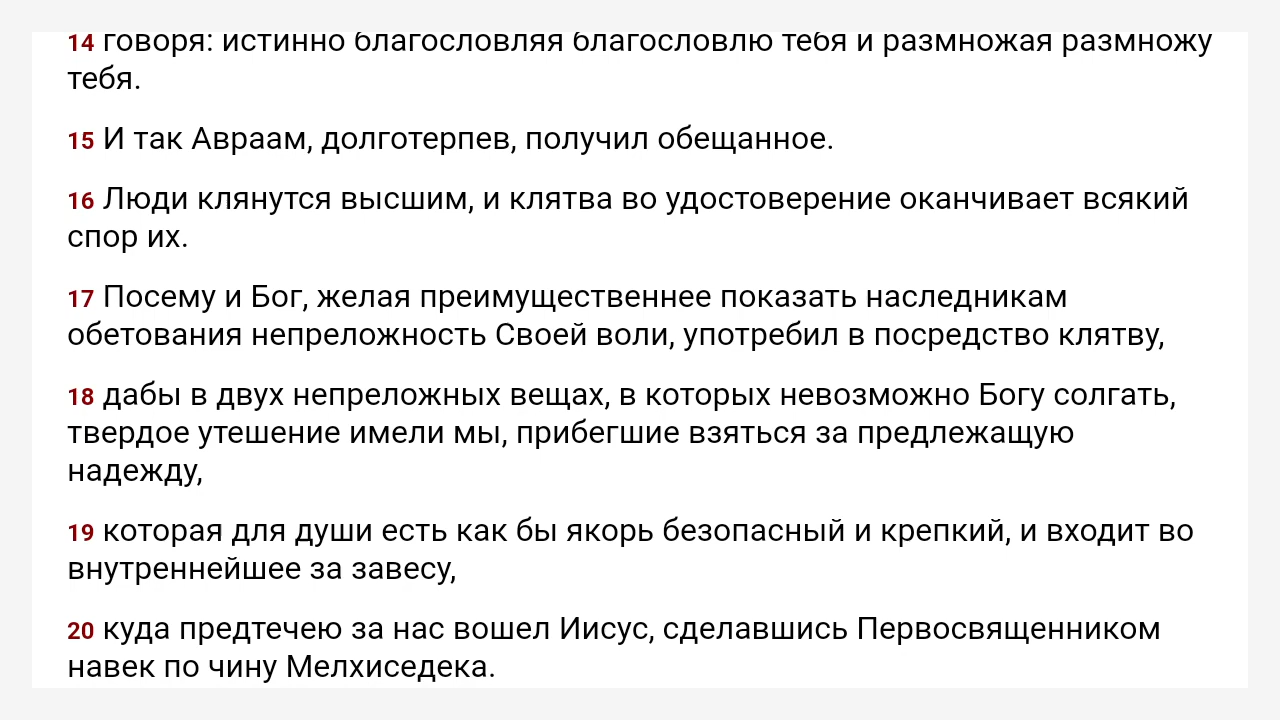 14 говоря: истинно благословляя благословлю тебя и размножая размножу
тебя.
15 И так Авраам, долготерпев, получил обещанное.
16 Люди клянутся высшим, и клятва во удостоверение оканчивает всякий
спор их.
17 Посему и Бог, желая преимущественнее показать наследникам
обетования непреложность Своей воли, употребил в посредство клятву,
18 дабы в двух непреложных вещах, в которых невозможно Богу солгать,
твердое утешение имели мы, прибегшие взяться за предлежащую
надежду,
19 которая для души есть как бы якорь безопасный и крепкий, и входит во
внутреннейшее за завесу,
20 куда предтечею за нас вошел Иисус, сделавшись Первосвященником
навек по чину Мелхиседека.